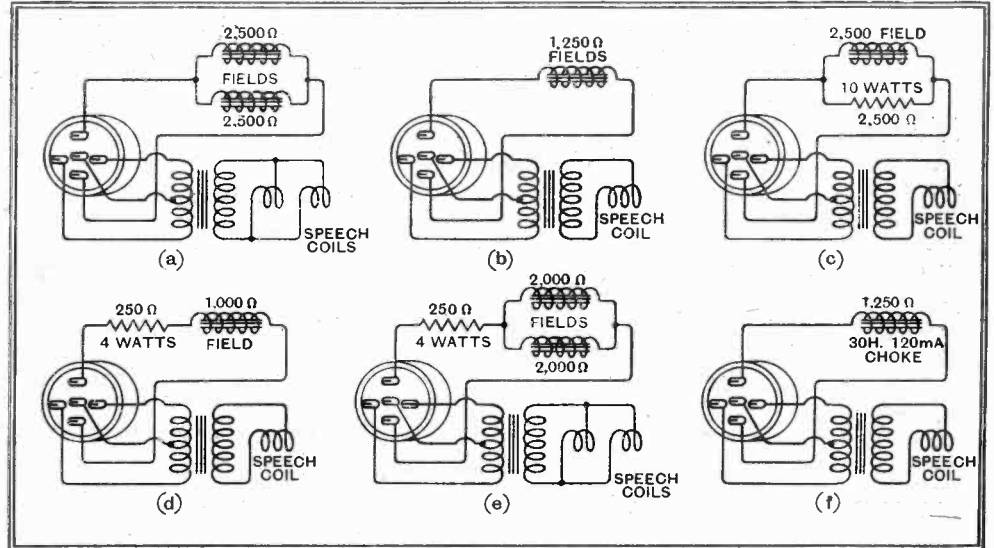 2,500 Ω
FIELDS
2,500 Ω
SPEECH
COILS
(a)
1,250 Ω
FIELDS
SPEECH
COIL
(b)
2,500 FIELD
10 WATTS
2,500 Ω
SPEECH
COIL
(c)
250 Ω
4 WATTS
1,000 Ω
FIELD
SPEECH
COIL
(d)
250 Ω
4 WATTS
2,000 Ω
FIELDS
2,000 Ω
SPEECH
COILS
(e)
1,250 Ω
30H. 120mA
CHOKE
SPEECH
COIL
(f)